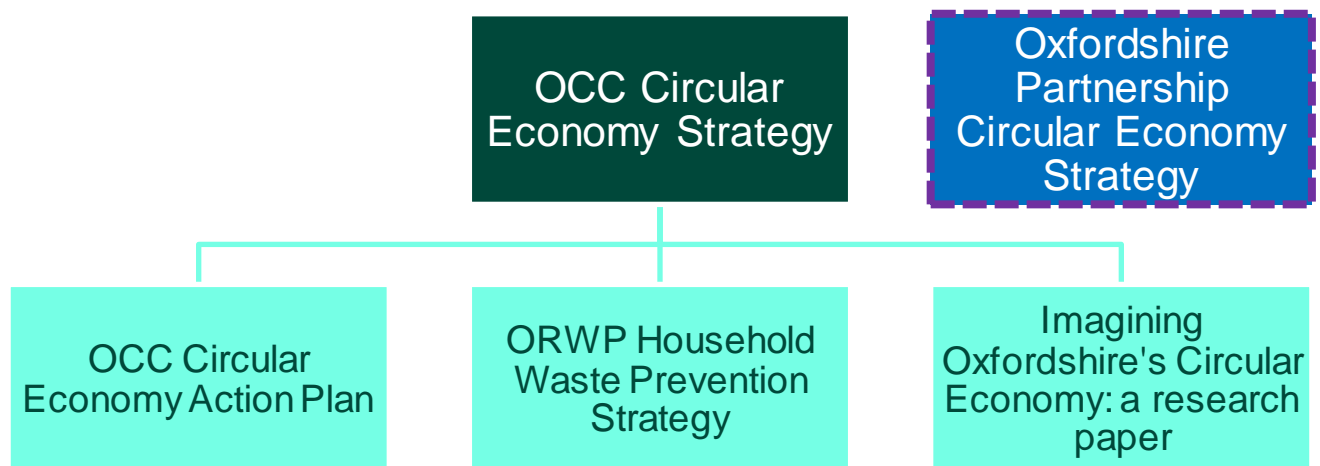 OCC Circular
Economy Strategy
Oxfordshire
Partnership
Circular Economy
Strategy
OCC Circular
Economy Action Plan
ORWP Household
Waste Prevention
Strategy
Imagining
Oxfordshire's Circular
Economy: a research
paper